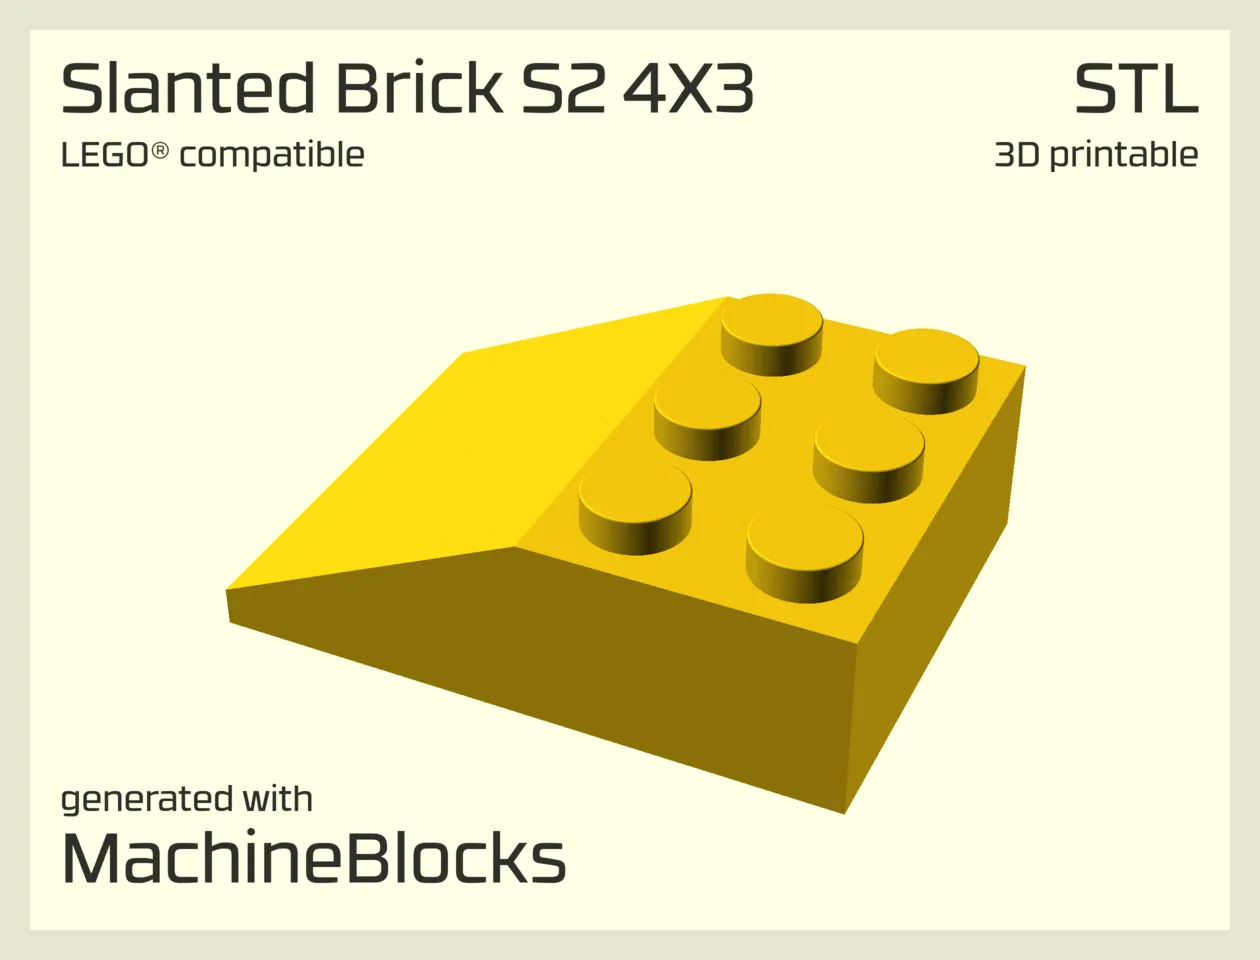 Slanted Brick S2 4X3
LEGO® compatible
STL
3D printable
generated with
MachineBlocks